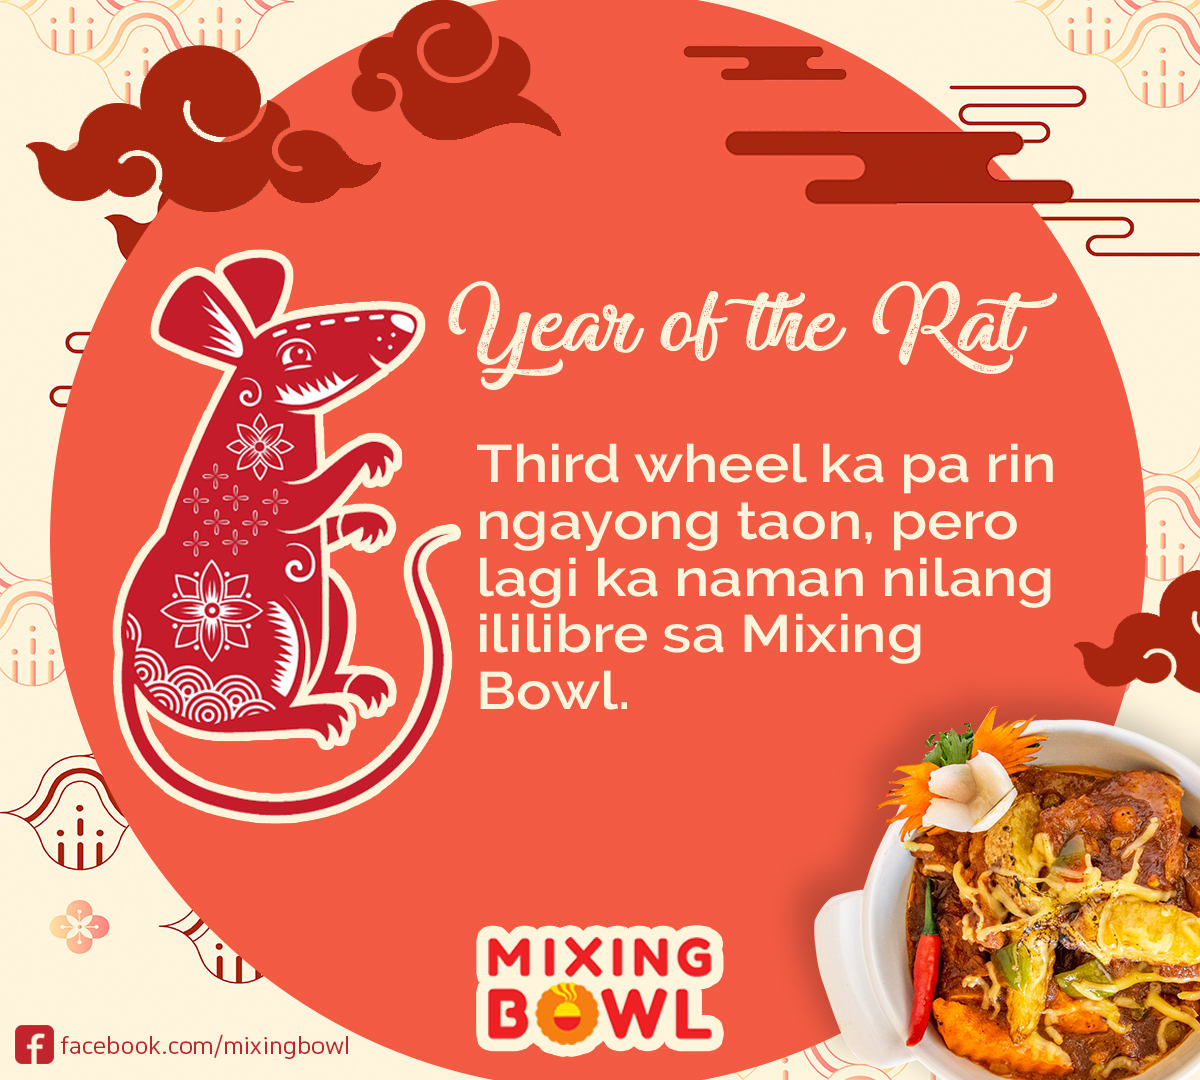 Year of the Rat
Third wheel ka pa rin
ngayong taon, pero
lagi ka naman nilang
ililibre sa Mixing
Bowl.
MIXING
BOWL
facebook.com/mixingbowl